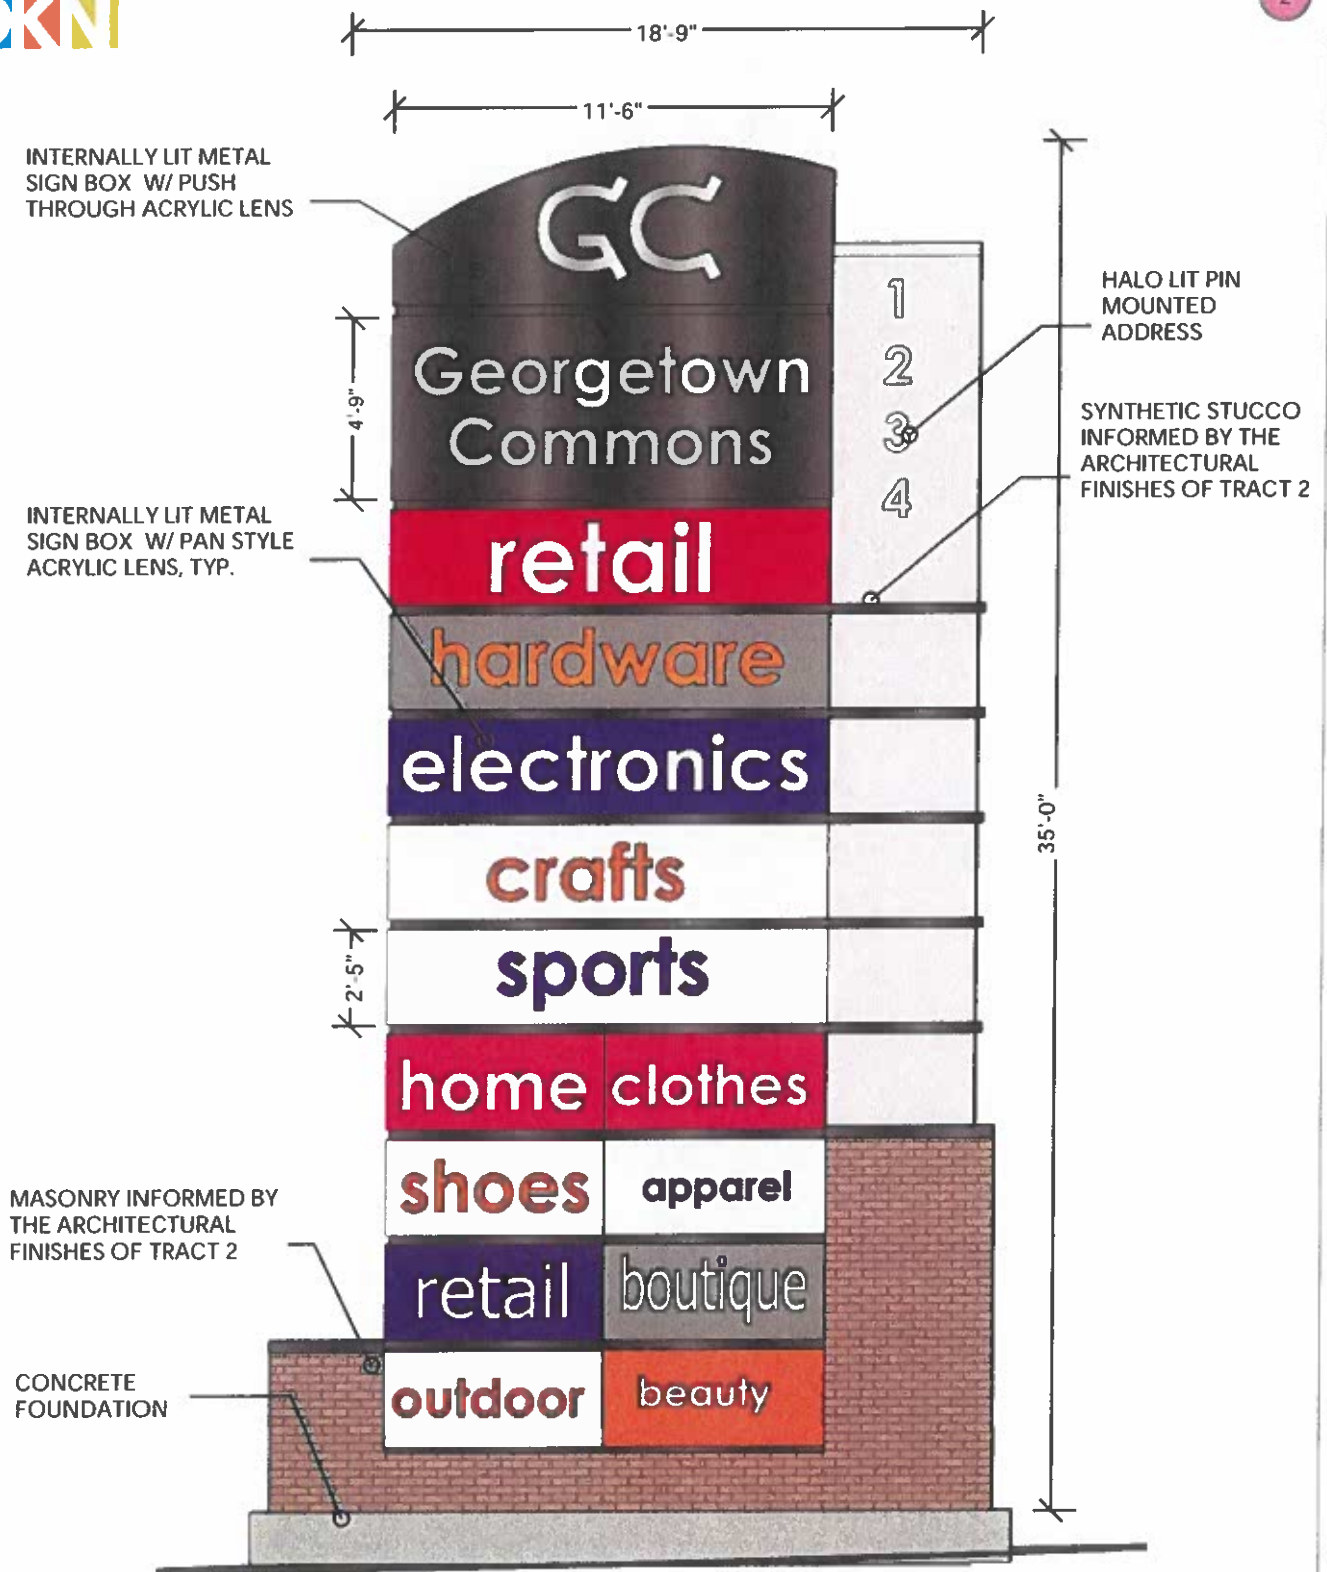 KN
2
18'-9"
11'-6"
INTERNALLY LIT METAL
SIGN BOX W/ PUSH
THROUGH ACRYLIC LENS
GC
Georgetown
Commons
4'-9"
1
2
3
4
HALO LIT PIN
MOUNTED
ADDRESS
SYNTHETIC STUCCO
INFORMED BY THE
ARCHITECTURAL
FINISHES OF TRACT 2
INTERNALLY LIT METAL
SIGN BOX W/ PAN STYLE
ACRYLIC LENS, TYP.
retail
hardware
electronics
crafts
sports
2'-5"
35'-0"
home clothes
shoes apparel
retail boutique
outdoor beauty
MASONRY INFORMED BY
THE ARCHITECTURAL
FINISHES OF TRACT 2
CONCRETE
FOUNDATION